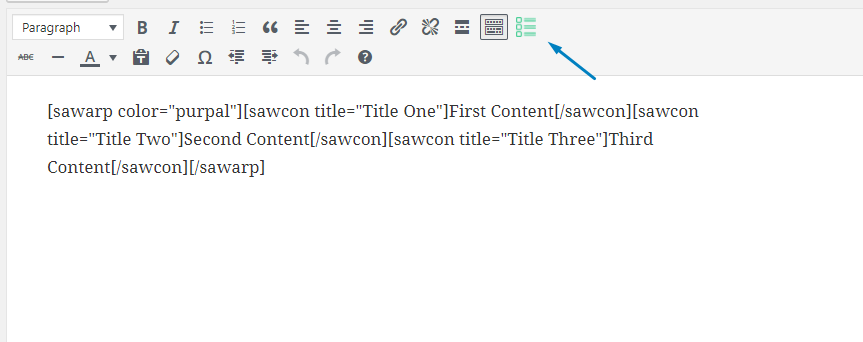 Paragraph B I
ABC A Ω
[sawarp color="purpal"][sawcon title="Title One"]First Content[/sawcon][sawcon
title="Title Two"]Second Content[/sawcon][sawcon title="Title Three"]Third
Content[/sawcon][/sawarp]